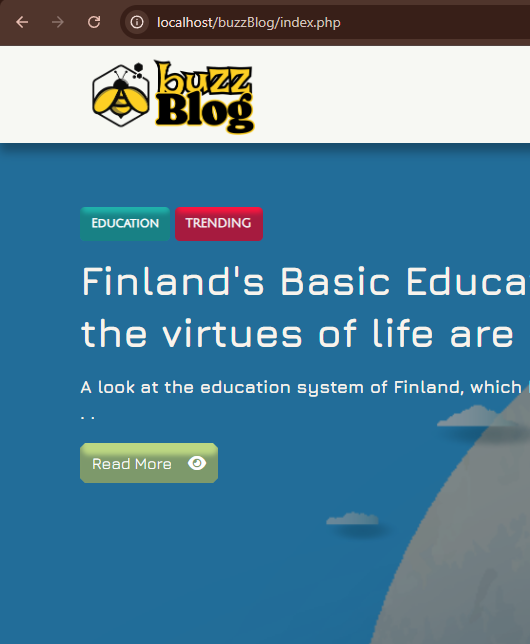 localhost/buzzBlog/index.php
buzz
Blog
EDUCATION
TRENDING
Finland's Basic Educa
the virtues of life are
A look at the education system of Finland, which
. .
Read More